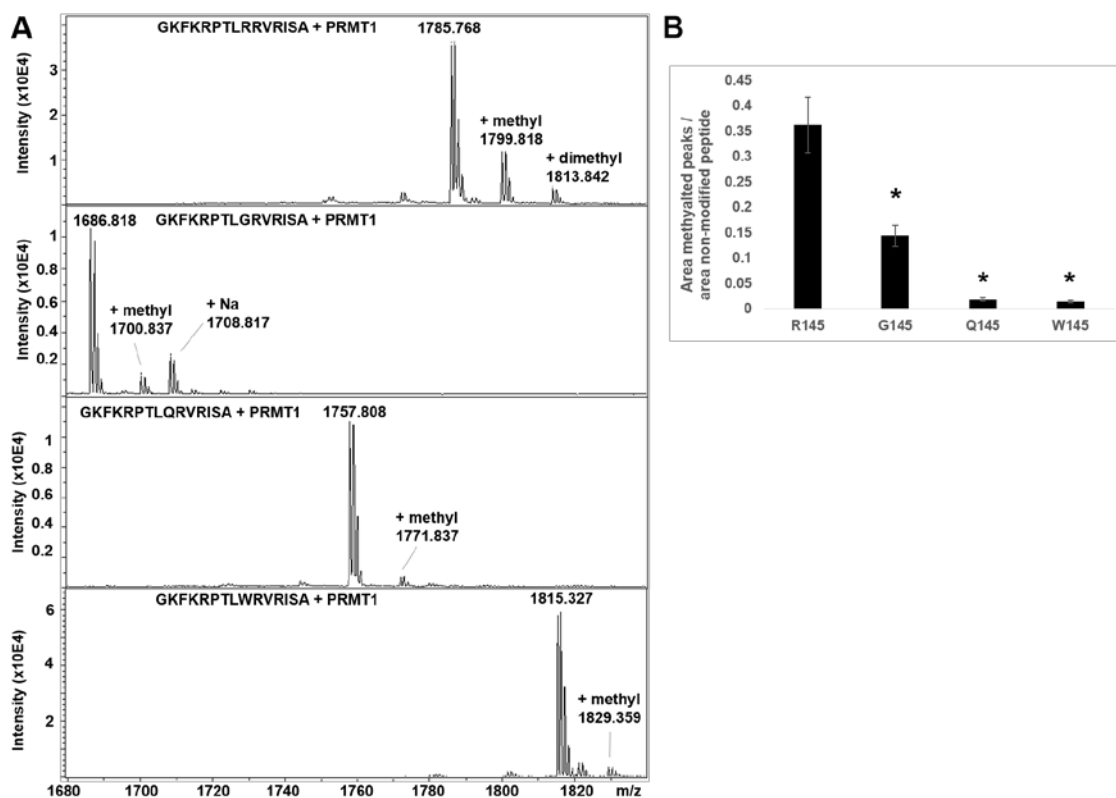 A
GKFKRPTLRRVRISA + PRMT1
1785.768
+ methyl
1799.818
+ dimethyl
1813.842
Intensity (x10E4)
3
2
1
1686.818
GKFKRPTLGRVRISA + PRMT1
+ methyl
1700.837
+ Na
1708.817
Intensity (x10E4)
1
0.8
0.6
0.4
0.2
GKFKRPTLQRVRISA + PRMT1
1757.808
+ methyl
1771.837
Intensity (x10E4)
1
0.8
0.6
0.4
0.2
GKFKRPTLWRVRISA + PRMT1
1815.327
+ methyl
1829.359
Intensity (x10E4)
6
4
2
1680 1700 1720 1740 1760 1780 1800 1820 m/z
B
Area methyalted peaks /
area non-modified peptide
0.45
0.4
0.35
0.3
0.25
0.2
0.15
0.1
0.05
0
* * *
R145 G145 Q145 W145